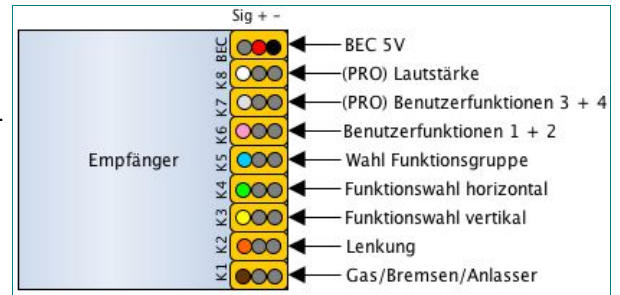 Sig + -
BEC BEC 5V
K8 (PRO) Lautstärke
K7 (PRO) Benutzerfunktionen 3 + 4
K6 Benutzerfunktionen 1 + 2
Empfänger K5 Wahl Funktionsgruppe
K4 Funktionswahl horizontal
K3 Funktionswahl vertikal
K2 Lenkung
K1 Gas/Bremsen/Anlasser